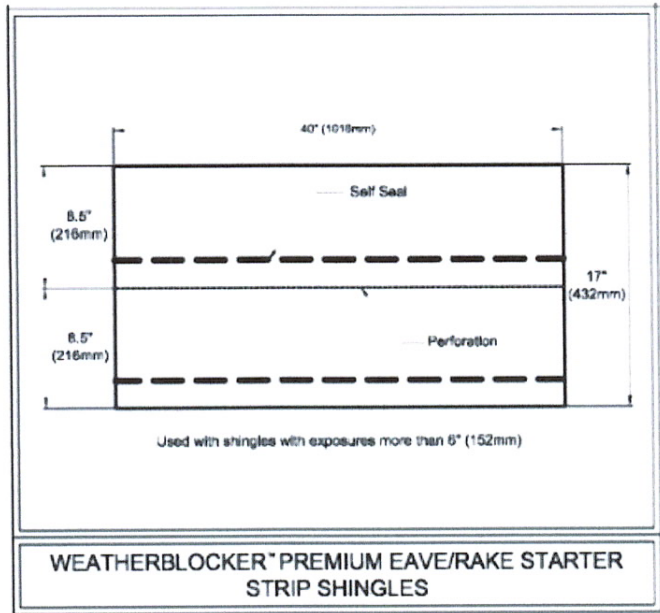 40" (1016mm)
Self Seal
8.5"
(216mm)
17"
(432mm)
8.5"
(216mm)
Perforation
Used with shingles with exposures more than 6" (152mm)
WEATHERBLOCKER™ PREMIUM EAVE/RAKE STARTER
STRIP SHINGLES